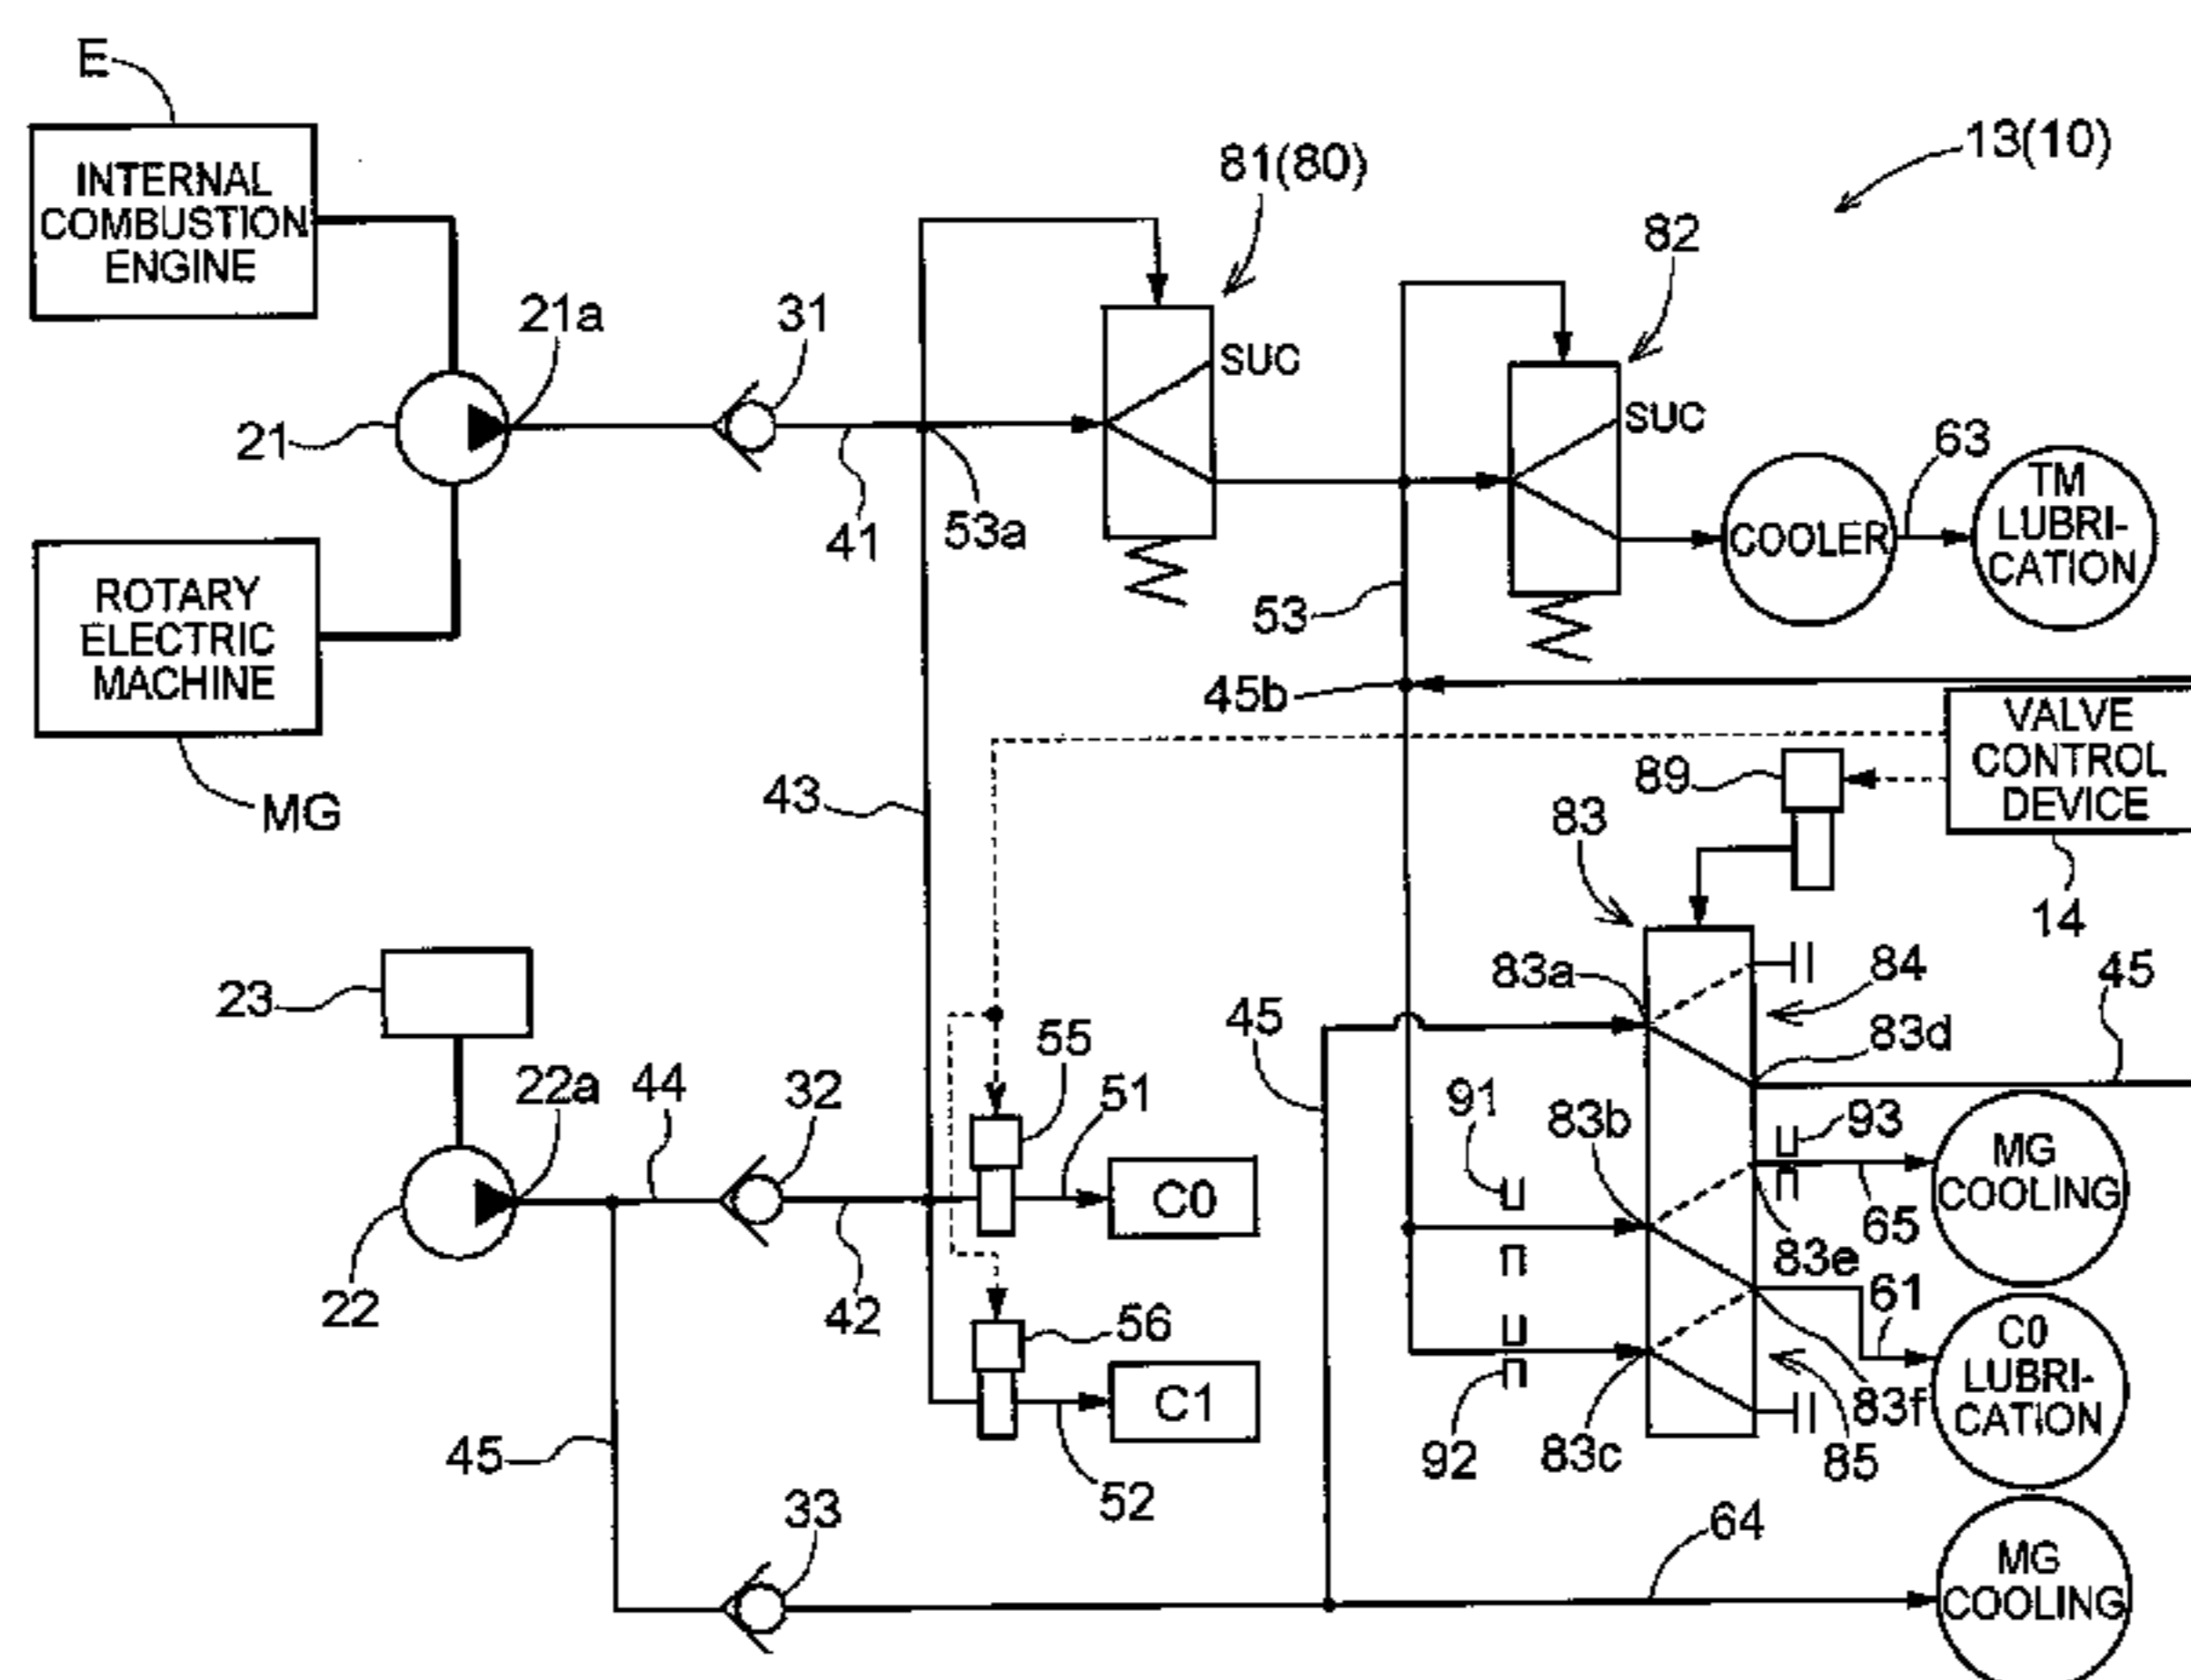 E
INTERNAL
COMBUSTION
ENGINE
13(10)
81(80)
82
21a
31
SUC
21
SUC
63
41
53a
TM
LUBRI-
CATION
COOLER
ROTARY
ELECTRIC
MACHINE
53
45b
VALVE
CONTROL
DEVICE
MG
43
89
83
14
23
83a
84
45
83d
45
55
22a
44
32
51
91
83b
93
MG
COOLING
C0
65
83e
22
42
56
61
C0
LUBRI-
CATION
C1
83f
45
92
83c
85
52
33
64
MG
COOLING